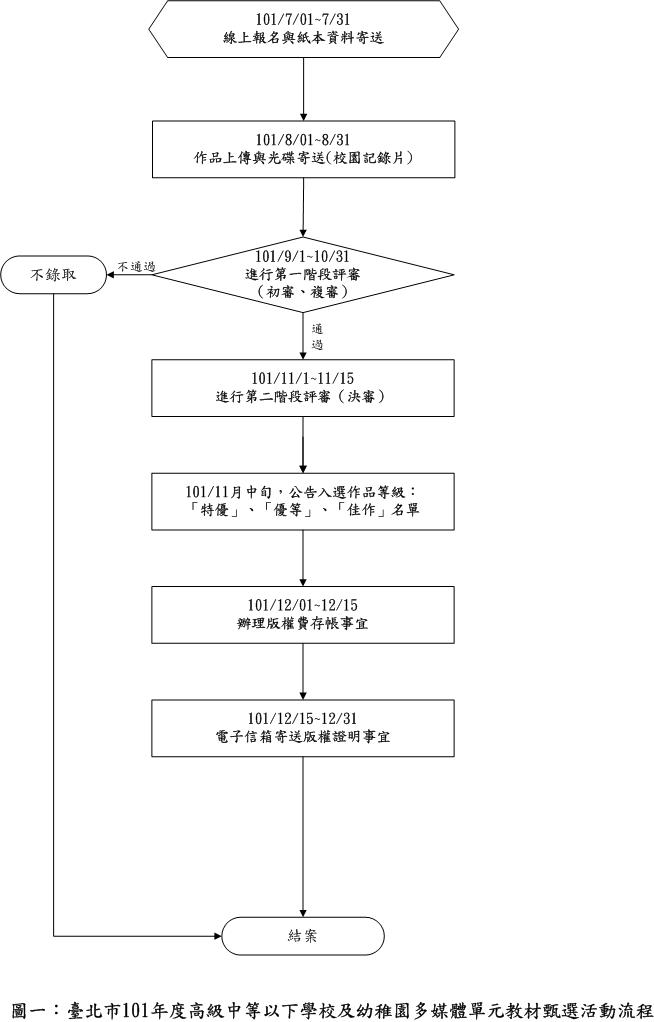 101/7/01~7/31
線上報名與紙本資料寄送
101/8/01~8/31
作品上傳與光碟寄送(校園記錄片)
101/9/1~10/31
進行第一階段評審
（初審、複審）
不通過
不錄取
通
過
101/11/1~11/15
進行第二階段評審（決審）
101/11月中旬，公告入選作品等級：
「特優」、「優等」、「佳作」名單
101/12/01~12/15
辦理版權費存帳事宜
101/12/15~12/31
電子信箱寄送版權證明事宜
結案
圖一：臺北市101年度高級中等以下學校及幼稚園多媒體單元教材甄選活動流程